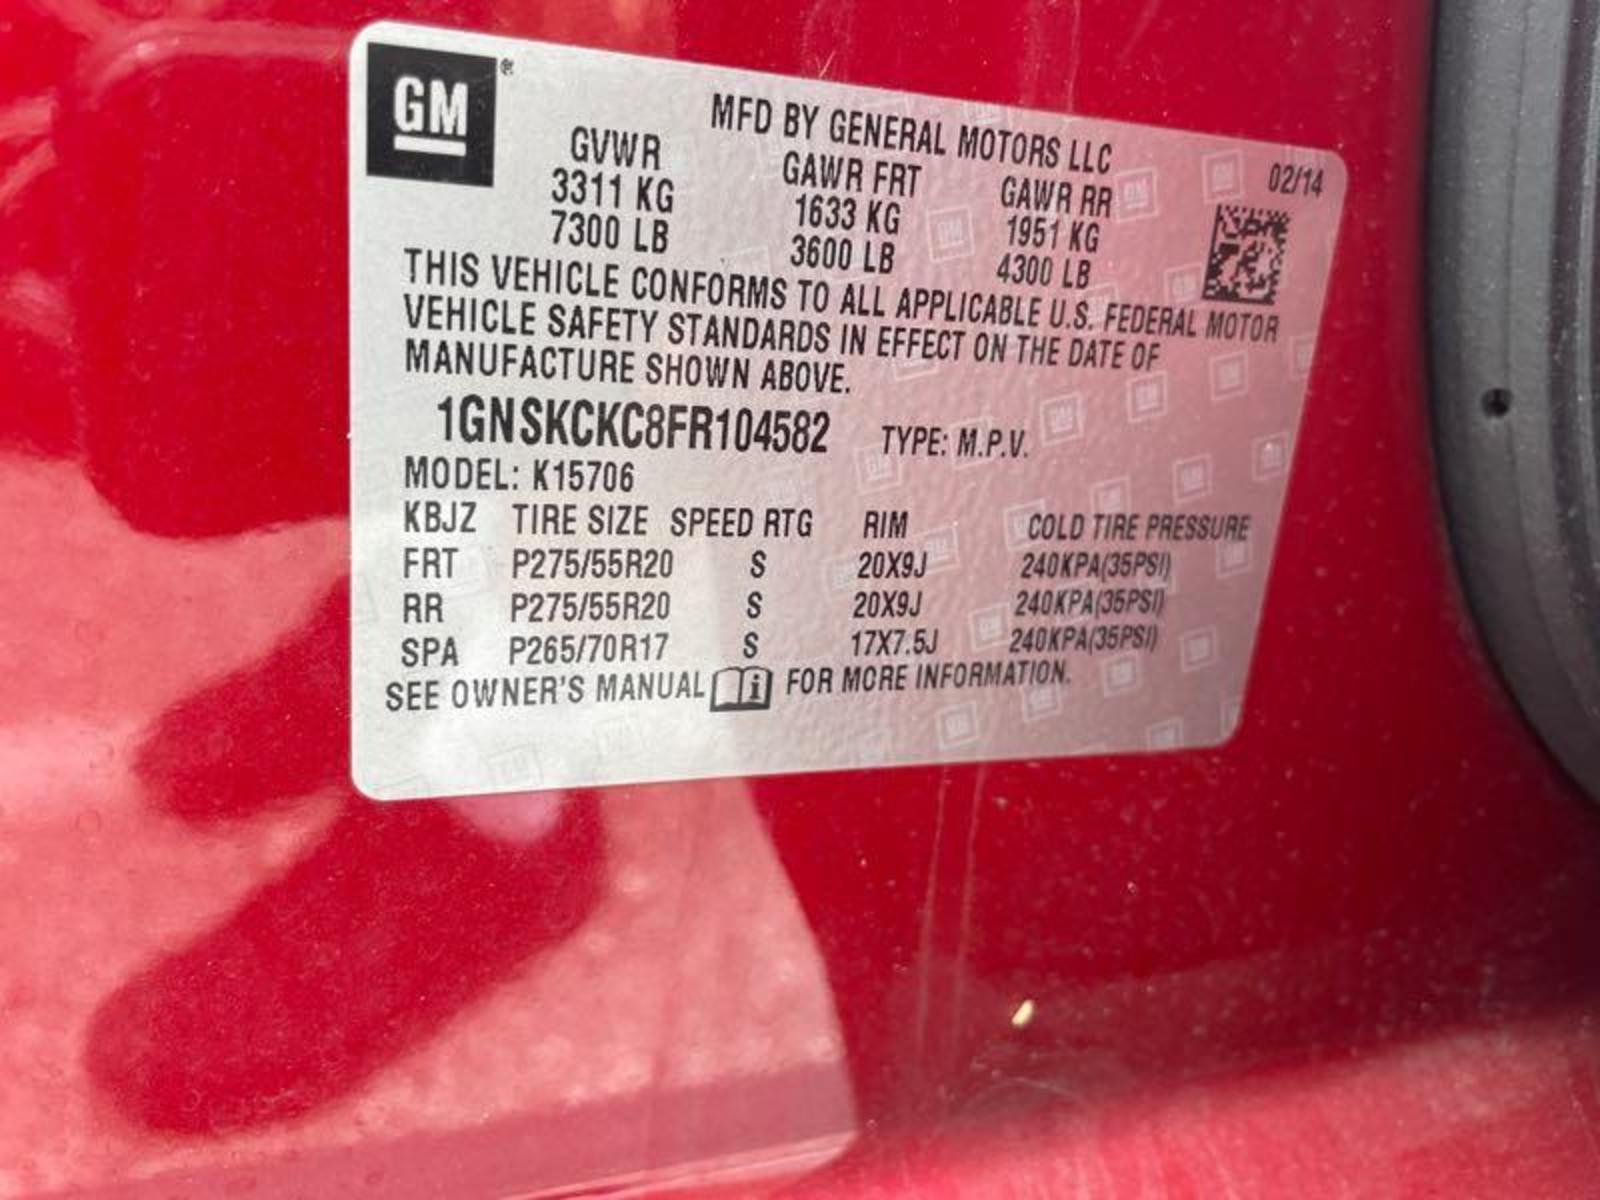 GM®
MFD BY GENERAL MOTORS LLC 02/14
GVWR GAWR FRT GAWR RR
3311 KG 1633 KG 1951 KG
7300 LB 3600 LB 4300 LB
THIS VEHICLE CONFORMS TO ALL APPLICABLE U.S. FEDERAL MOTOR
VEHICLE SAFETY STANDARDS IN EFFECT ON THE DATE OF
MANUFACTURE SHOWN ABOVE.
1GNSKCKC8FR104582 TYPE: M.P.V.
MODEL: K15706
KBJZ TIRE SIZE SPEED RTG RIM COLD TIRE PRESSURE
FRT P275/55R20 S 20X9J 240KPA(35PSI)
RR P275/55R20 S 20X9J 240KPA(35PSI)
SPA P265/70R17 S 17X7.5J 240KPA(35PSI)
SEE OWNER'S MANUAL i FOR MORE INFORMATION.